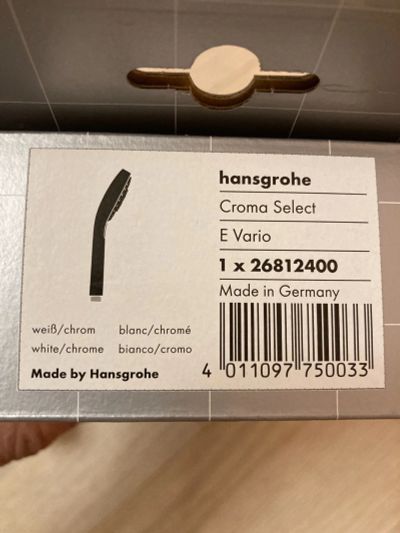 hansgrohe
Croma Select
E Vario
1 x 26812400
Made in Germany
weiß/chrom blanc/chromé
white/chrome bianco/cromo
Made by Hansgrohe
4 011097 750033